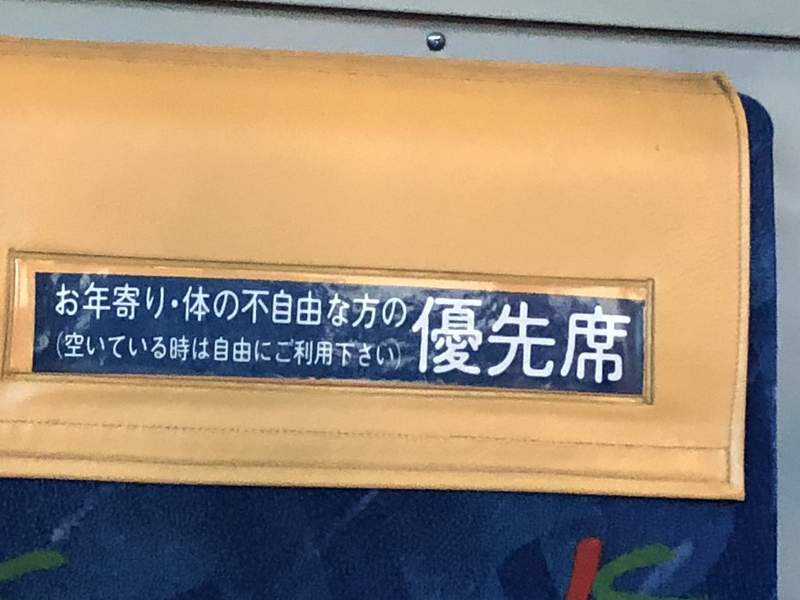 お年寄り・体の不自由な方の
(空いている時は自由にご利用下さい)
優先席